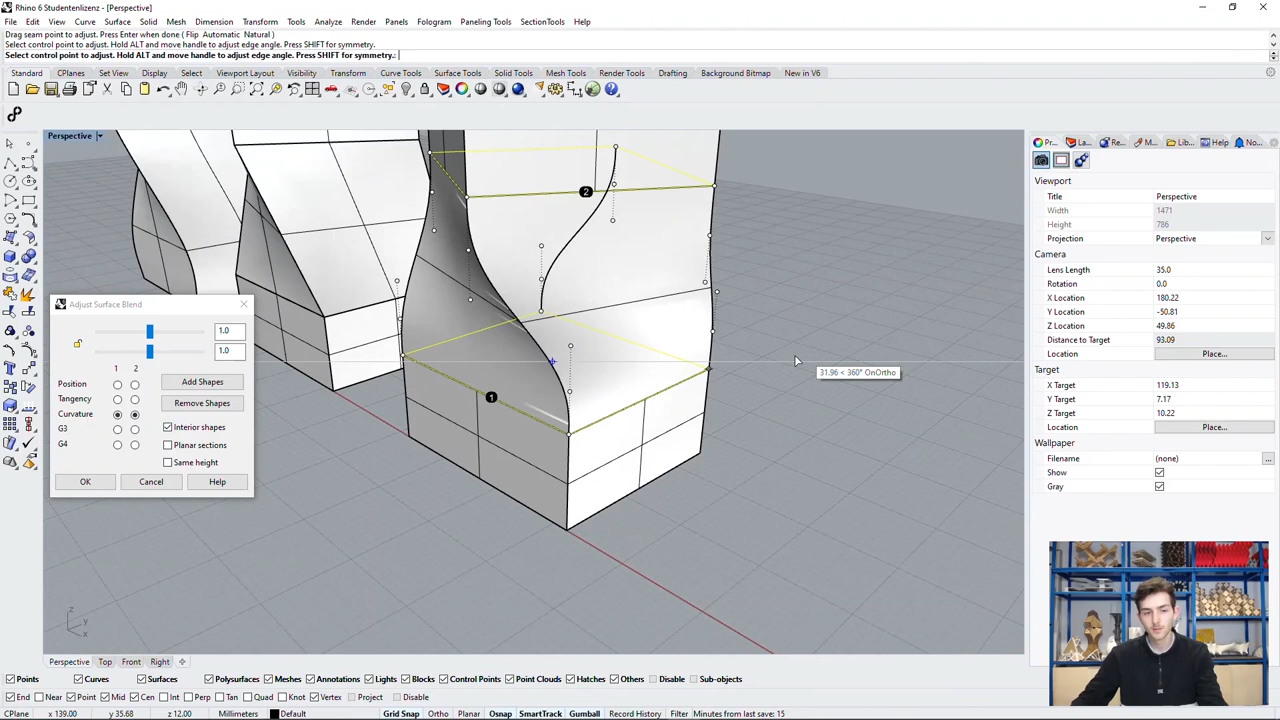 Rhino 6 Studentenlizenz - [Perspective]
File Edit View Curve Surface Solid Mesh Dimension Transform Tools Analyze Render Panels Fologram Paneling Tools SectionTools Help
Drag seam point to adjust. Press Enter when done ( Flip Automatic Natural )
Select control point to adjust. Hold ALT and move handle to adjust edge angle. Press SHIFT for symmetry.
Select control point to adjust. Hold ALT and move handle to adjust edge angle. Press SHIFT for symmetry.:
Standard CPlanes Set View Display Select Viewport Layout Visibility Transform Curve Tools Surface Tools Solid Tools Mesh Tools Render Tools Drafting Background Bitmap New in V6
Perspective
Pr... La... Re... M... Lib... Help No...
Viewport
Title Perspective
Width 1471
Height 786
Projection Perspective
Camera
Lens Length 35.0
Rotation 0.0
X Location 180.22
Y Location -50.81
Z Location 49.86
Distance to Target 93.09
Location Place...
Target
X Target 119.13
Y Target 7.17
Z Target 10.22
Location Place...
Wallpaper
Filename (none) ...
Show
Gray
2
1
31.96 < 360° OnOrtho
Adjust Surface Blend
1.0
1.0
1 2
Position
Tangency
Curvature
G3
G4
Add Shapes
Remove Shapes
Interior shapes
Planar sections
Same height
OK Cancel Help
z
y
x
Perspective Top Front Right
Points Curves Surfaces Polysurfaces Meshes Annotations Lights Blocks Control Points Point Clouds Hatches Others Disable Sub-objects
End Near Point Mid Cen Int Perp Tan Quad Knot Vertex Project Disable
CPlane x 139.00 y 35.68 z 12.00 Millimeters Default Grid Snap Ortho Planar Osnap SmartTrack Gumball Record History Filter Minutes from last save: 15